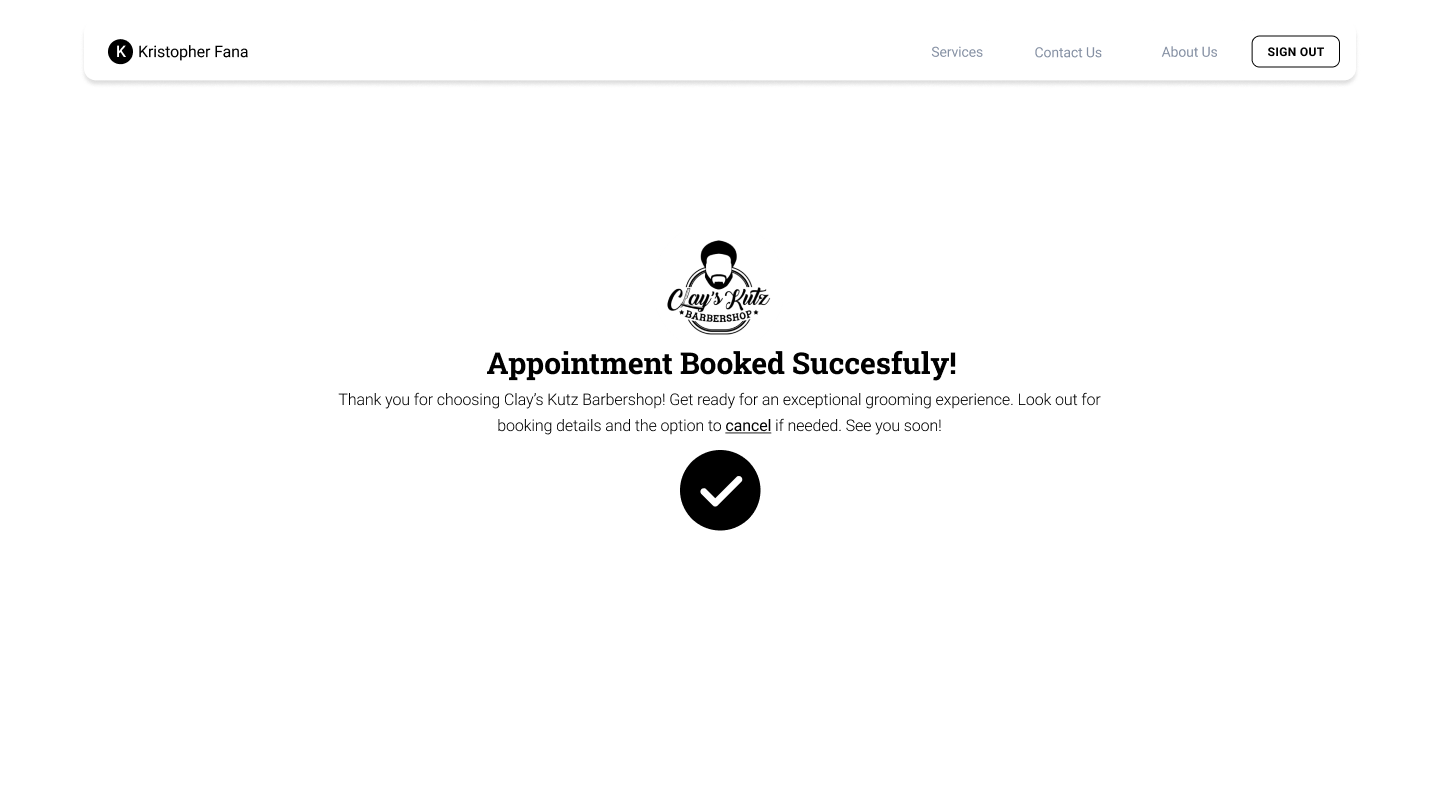 K Kristopher Fana
Services
Contact Us
About Us
SIGN OUT
Clay's Kutz
BARBERSHOP
Appointment Booked Succesfuly!
Thank you for choosing Clay’s Kutz Barbershop! Get ready for an exceptional grooming experience. Look out for
booking details and the option to cancel if needed. See you soon!